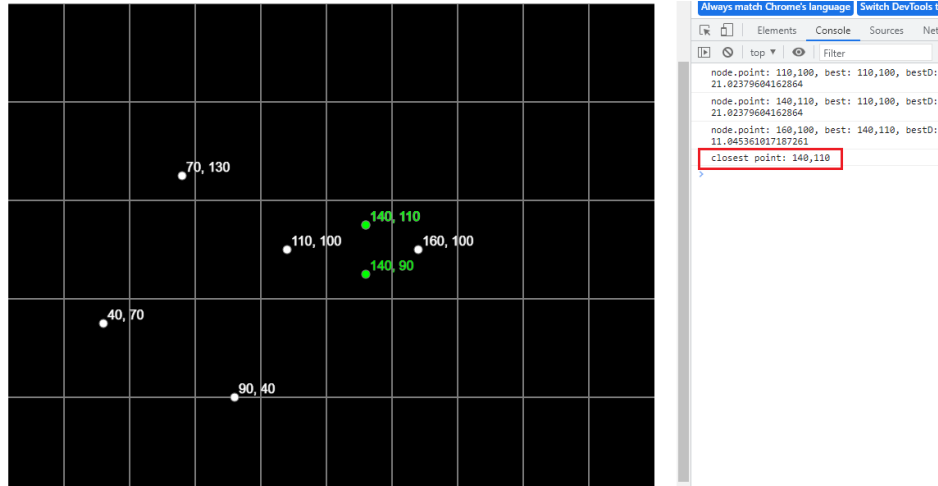 70, 130
140, 110
110, 100
160, 100
140, 90
40, 70
90, 40
Always match Chrome's language Switch DevTools t
Elements Console Sources Net
top ▼ Filter
node.point: 110,100, best: 110,100, bestD:
21.02379604162864
node.point: 140,110, best: 110,100, bestD:
21.02379604162864
node.point: 160,100, best: 140,110, bestD:
11.045361017187261
closest point: 140,110
>